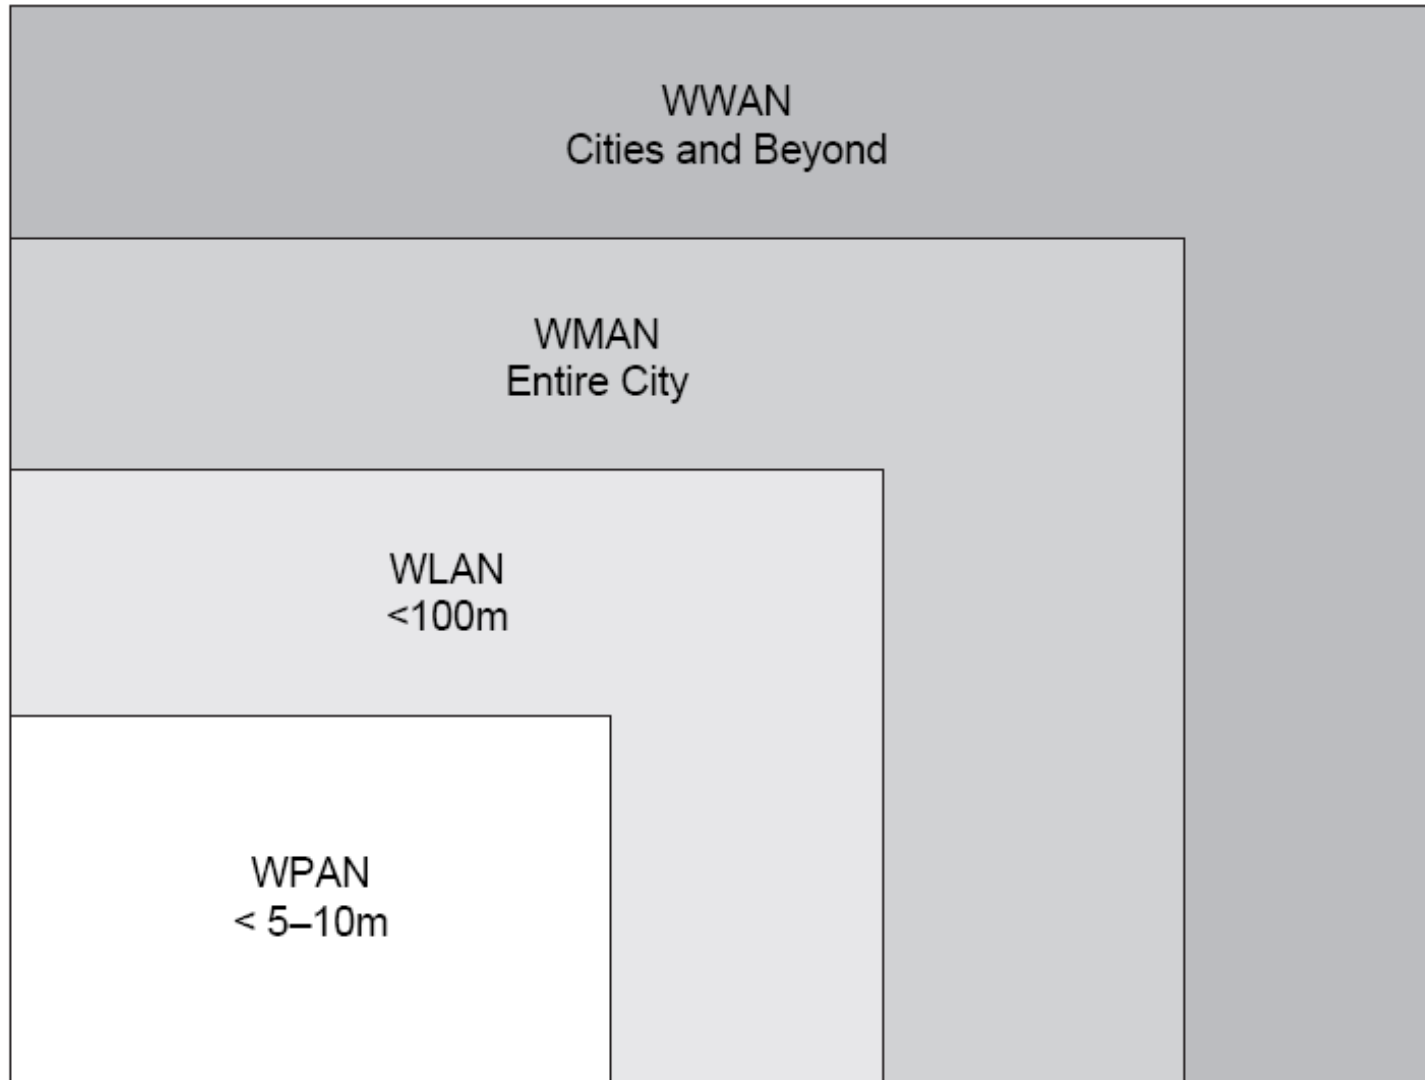 WWAN
Cities and Beyond
WMAN
Entire City
WLAN
<100m
WPAN
< 5–10m